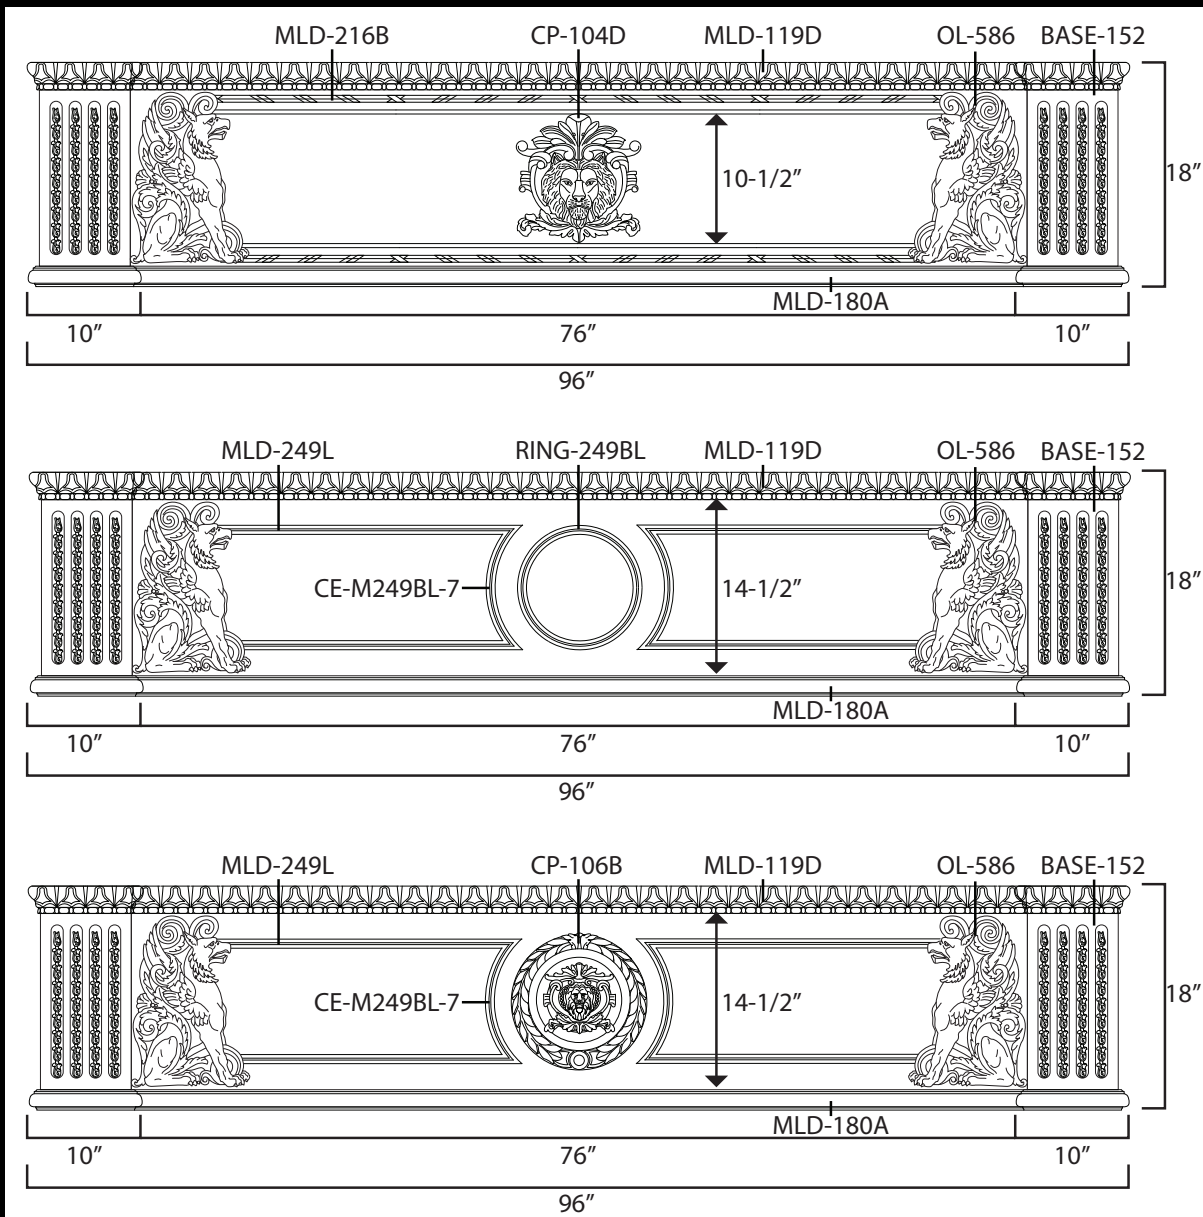 MLD-216B CP-104D MLD-119D OL-586 BASE-152
18”
10-1/2”
MLD-180A
10” 76” 10”
96”
MLD-249L RING-249BL MLD-119D OL-586 BASE-152
18”
CE-M249BL-7 14-1/2”
MLD-180A
10” 76” 10”
96”
MLD-249L CP-106B MLD-119D OL-586 BASE-152
18”
CE-M249BL-7 14-1/2”
MLD-180A
10” 76” 10”
96”